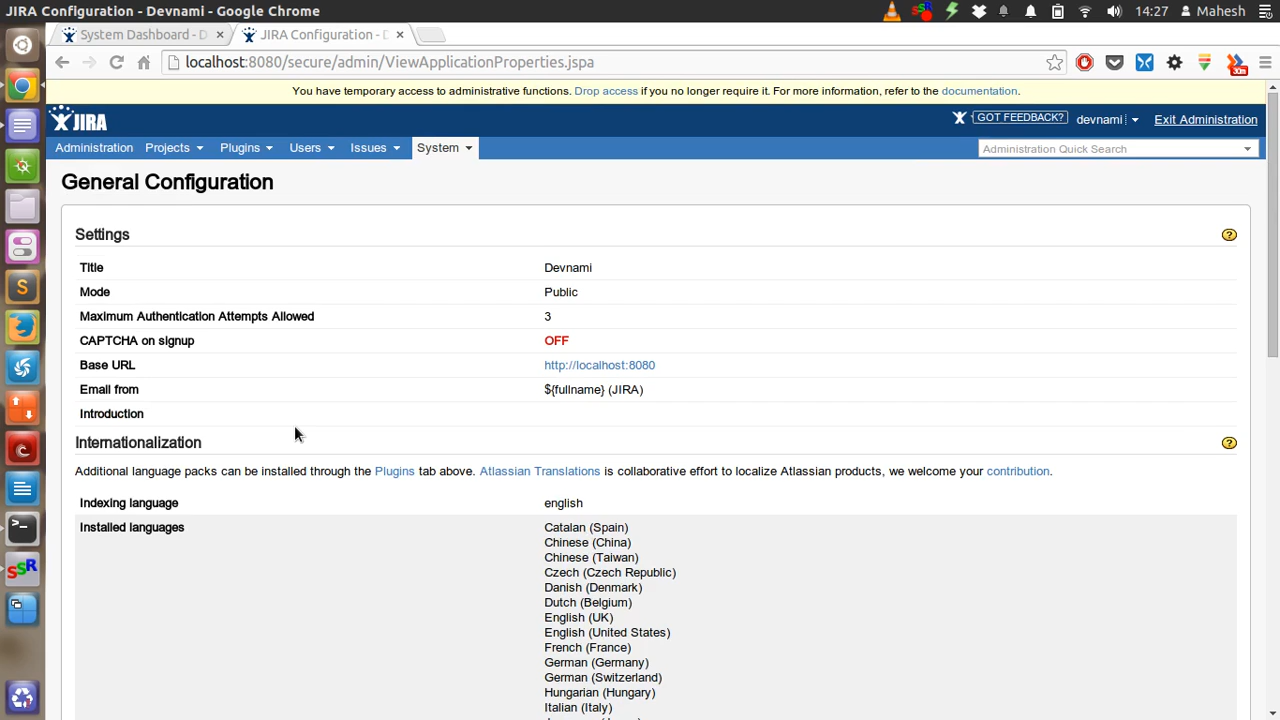 JIRA Configuration - Devnami - Google Chrome
14:27 Mahesh
System Dashboard - D
JIRA Configuration - D
localhost:8080/secure/admin/ViewApplicationProperties.jspa
You have temporary access to administrative functions. Drop access if you no longer require it. For more information, refer to the documentation.
JIRA
GOT FEEDBACK? devnami Exit Administration
Administration Projects Plugins Users Issues System
Administration Quick Search
General Configuration
Settings
Title Devnami
Mode Public
Maximum Authentication Attempts Allowed 3
CAPTCHA on signup OFF
Base URL http://localhost:8080
Email from ${fullname} (JIRA)
Introduction
Internationalization
Additional language packs can be installed through the Plugins tab above. Atlassian Translations is collaborative effort to localize Atlassian products, we welcome your contribution.
Indexing language english
Installed languages Catalan (Spain)
Chinese (China)
Chinese (Taiwan)
Czech (Czech Republic)
Danish (Denmark)
Dutch (Belgium)
English (UK)
English (United States)
French (France)
German (Germany)
German (Switzerland)
Hungarian (Hungary)
Italian (Italy)